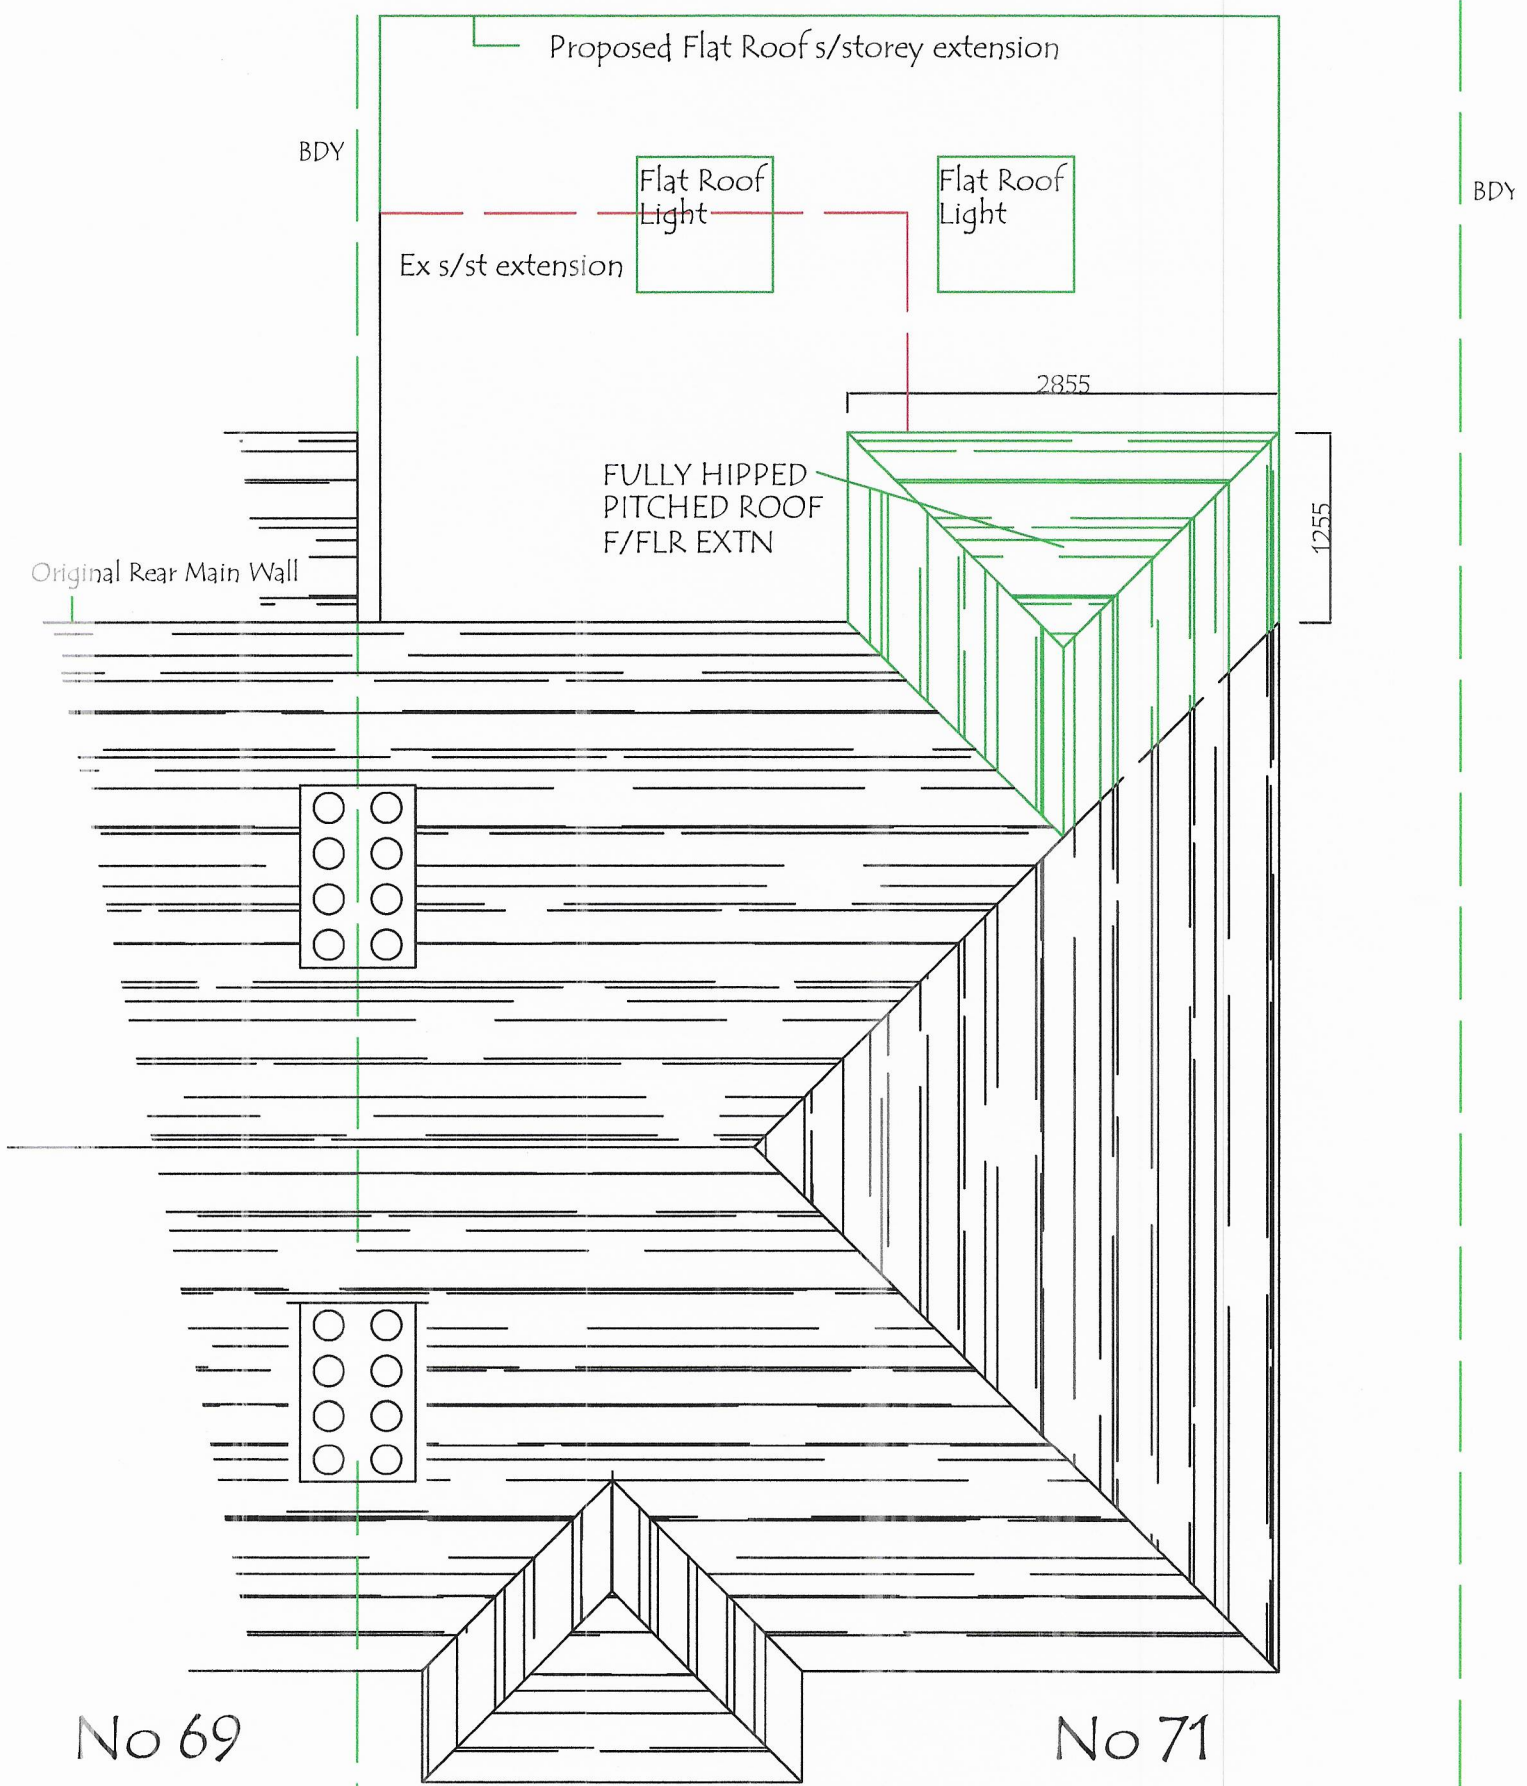 Proposed Flat Roof s/storey extension
BDY
Flat Roof
Light
Flat Roof
Light
BDY
Ex s/st extension
2855
FULLY HIPPED
PITCHED ROOF
F/FLR EXTN
1255
Original Rear Main Wall
No 69
No 71